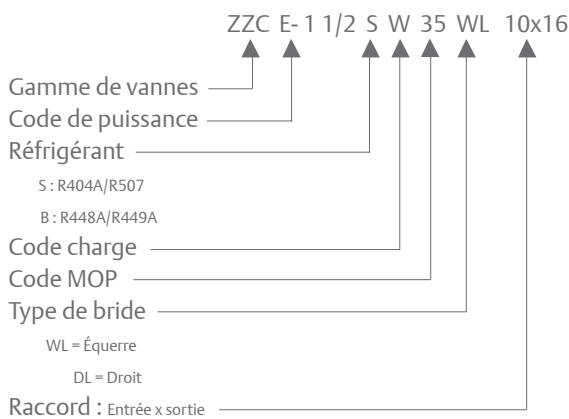 ZZC E- 1 1/2 S W 35 WL 10x16
Gamme de vannes
Code de puissance
Réfrigérant
S : R404A/R507
B : R448A/R449A
Code charge
Code MOP
Type de bride
WL = Équerre
DL = Droit
Raccord : Entrée x sortie